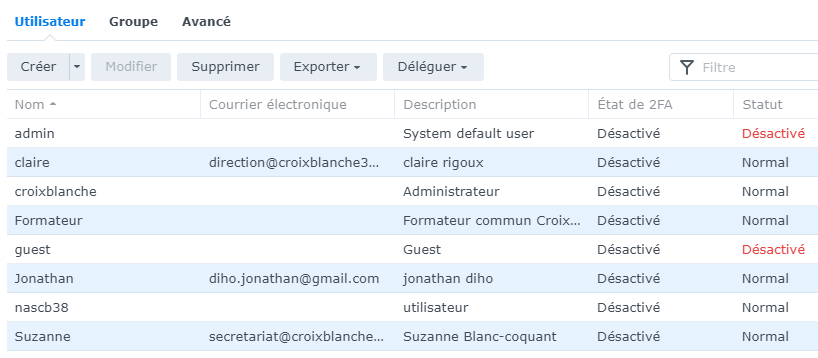 Utilisateur Groupe Avancé
Créer Modifier Supprimer Exporter Déléguer Filtre
Nom Courrier électronique Description État de 2FA Statut
admin System default user Désactivé Désactivé
claire direction@croixblanche3... claire rigoux Désactivé Normal
croixblanche Administrateur Désactivé Normal
Formateur Formateur commun Croix... Désactivé Normal
guest Guest Désactivé Désactivé
Jonathan diho.jonathan@gmail.com jonathan diho Désactivé Normal
nascb38 utilisateur Désactivé Normal
Suzanne secretariat@croixblanche... Suzanne Blanc-coquant Désactivé Normal